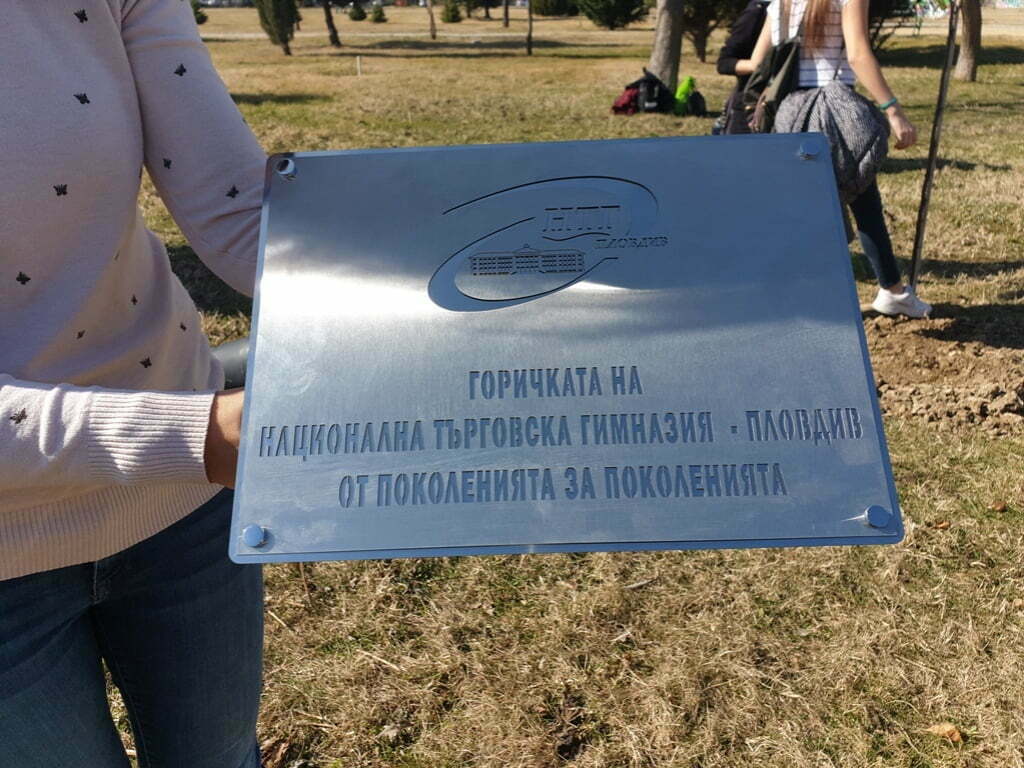 НТГ
ПЛОВДИВ
ГОРИЧКАТА НА
НАЦИОНАЛНА ТЪРГОВСКА ГИМНАЗИЯ - ПЛОВДИВ
ОТ ПОКОЛЕНИЯТА ЗА ПОКОЛЕНИЯТА